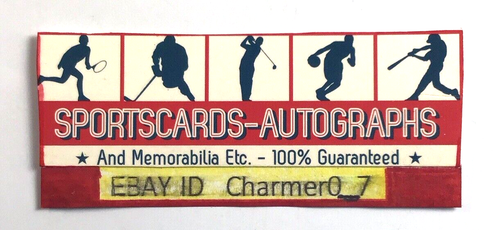 SPORTSCARDS-AUTOGRAPHS
★ And Memorabilia Etc. - 100% Guaranteed ★
EBAY ID Charmer0_7